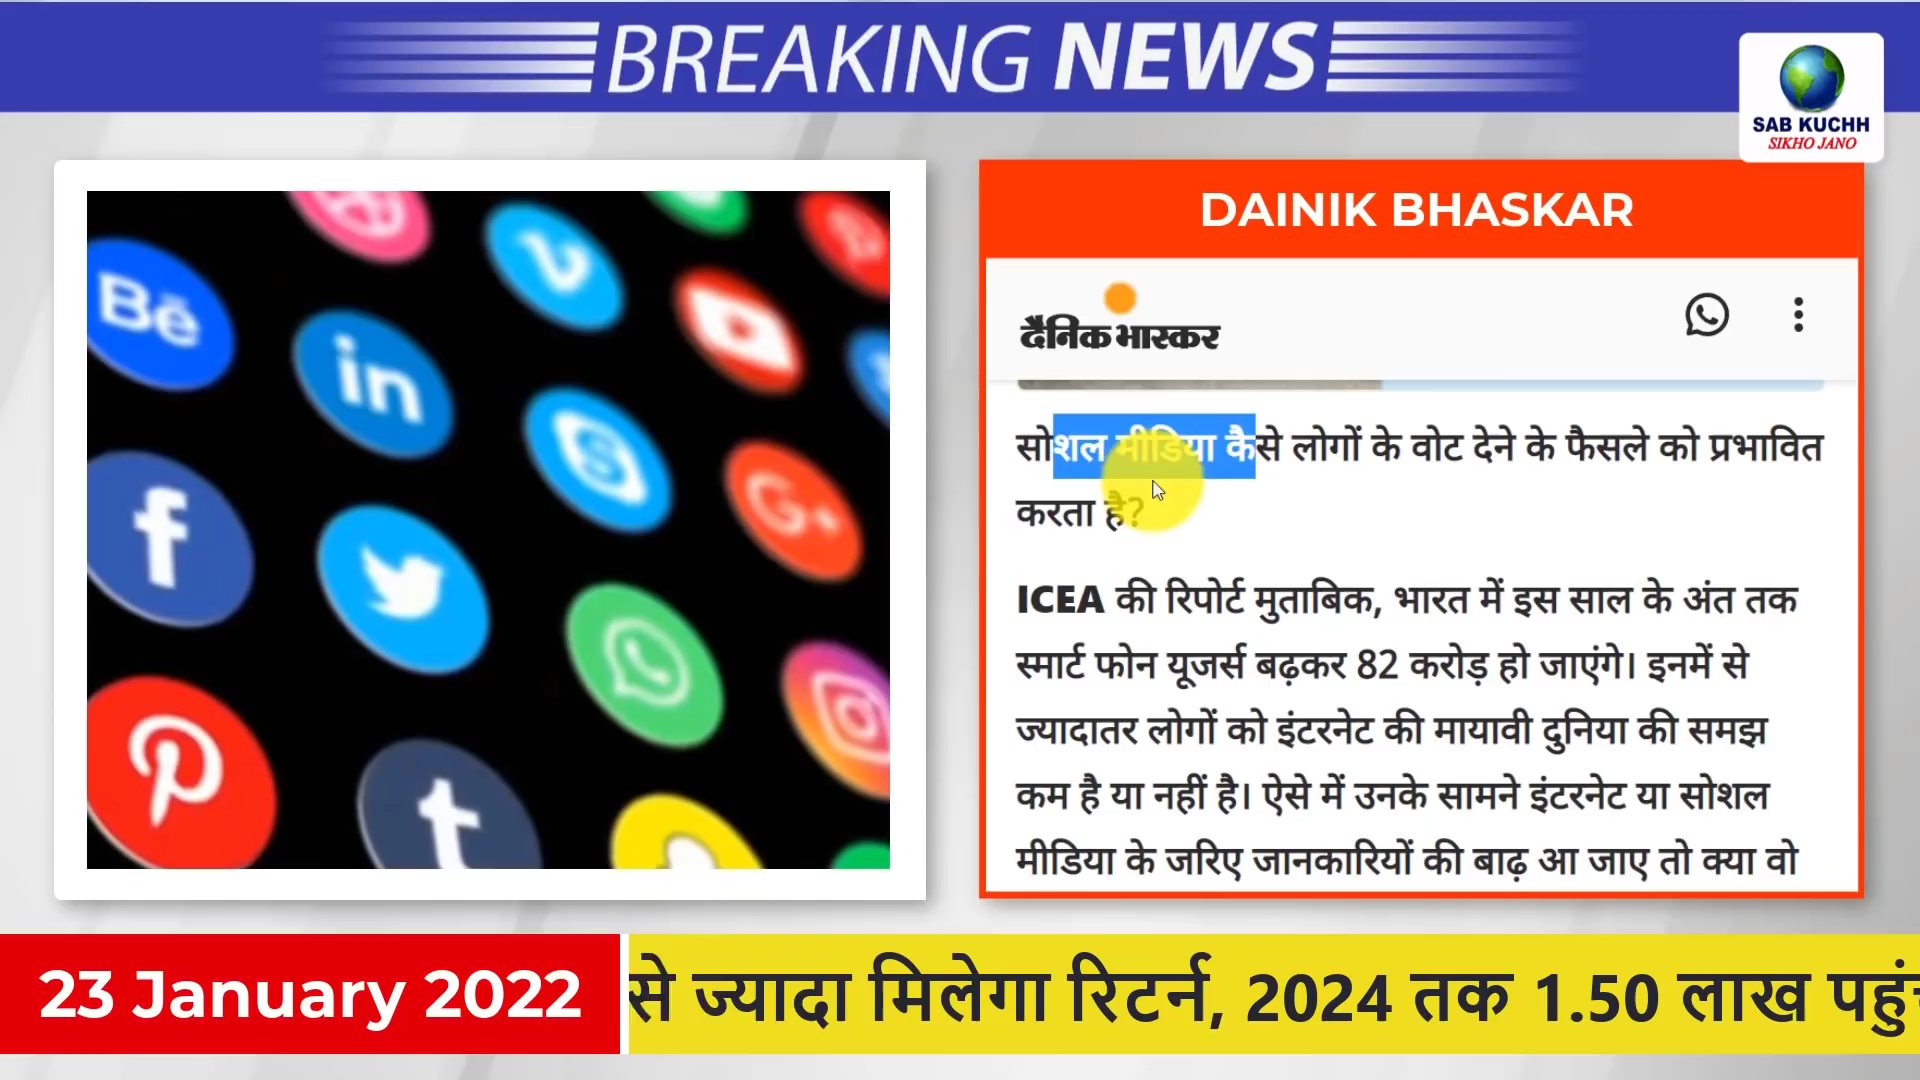 BREAKING NEWS
SAB KUCHH
SIKHO JANO
Bē
in
f
t
DAINIK BHASKAR
दैनिक भास्कर
सोशल मीडिया कैसे लोगों के वोट देने के फैसले को प्रभावित
करता है?
ICEA की रिपोर्ट मुताबिक, भारत में इस साल के अंत तक
स्मार्ट फोन यूजर्स बढ़कर 82 करोड़ हो जाएंगे। इनमें से
ज्यादातर लोगों को इंटरनेट की मायावी दुनिया की समझ
कम है या नहीं है। ऐसे में उनके सामने इंटरनेट या सोशल
मीडिया के जरिए जानकारियों की बाढ़ आ जाए तो क्या वो
23 January 2022
से ज्यादा मिलेगा रिटर्न, 2024 तक 1.50 लाख